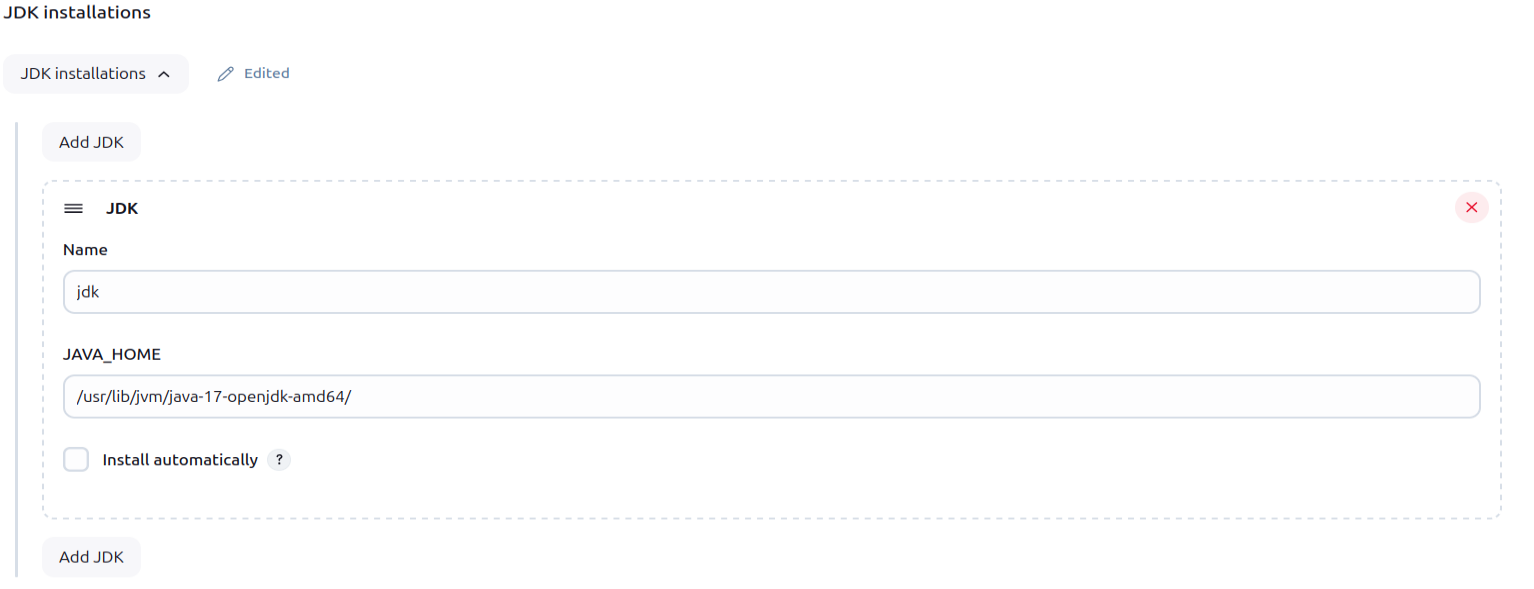 JDK installations
JDK installations
Edited
Add JDK
JDK
Name
jdk
JAVA_HOME
/usr/lib/jvm/java-17-openjdk-amd64/
Install automatically ?
Add JDK